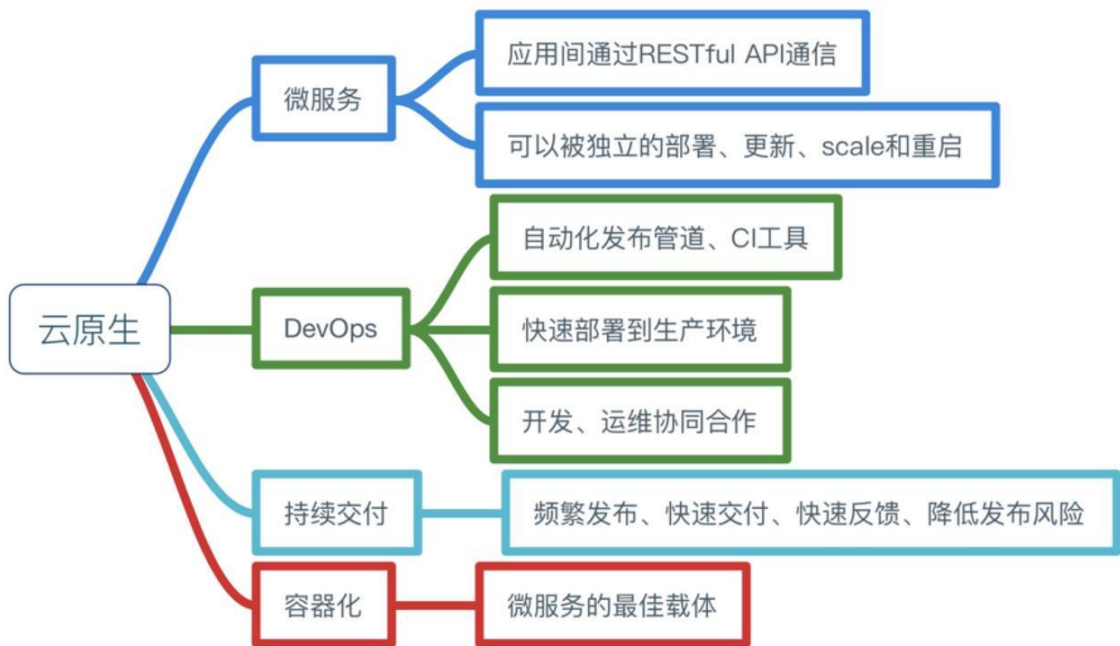 云原生
微服务
应用间通过RESTful API通信
可以被独立的部署、更新、scale和重启
DevOps
自动化发布管道、CI工具
快速部署到生产环境
开发、运维协同合作
持续交付
频繁发布、快速交付、快速反馈、降低发布风险
容器化
微服务的最佳载体